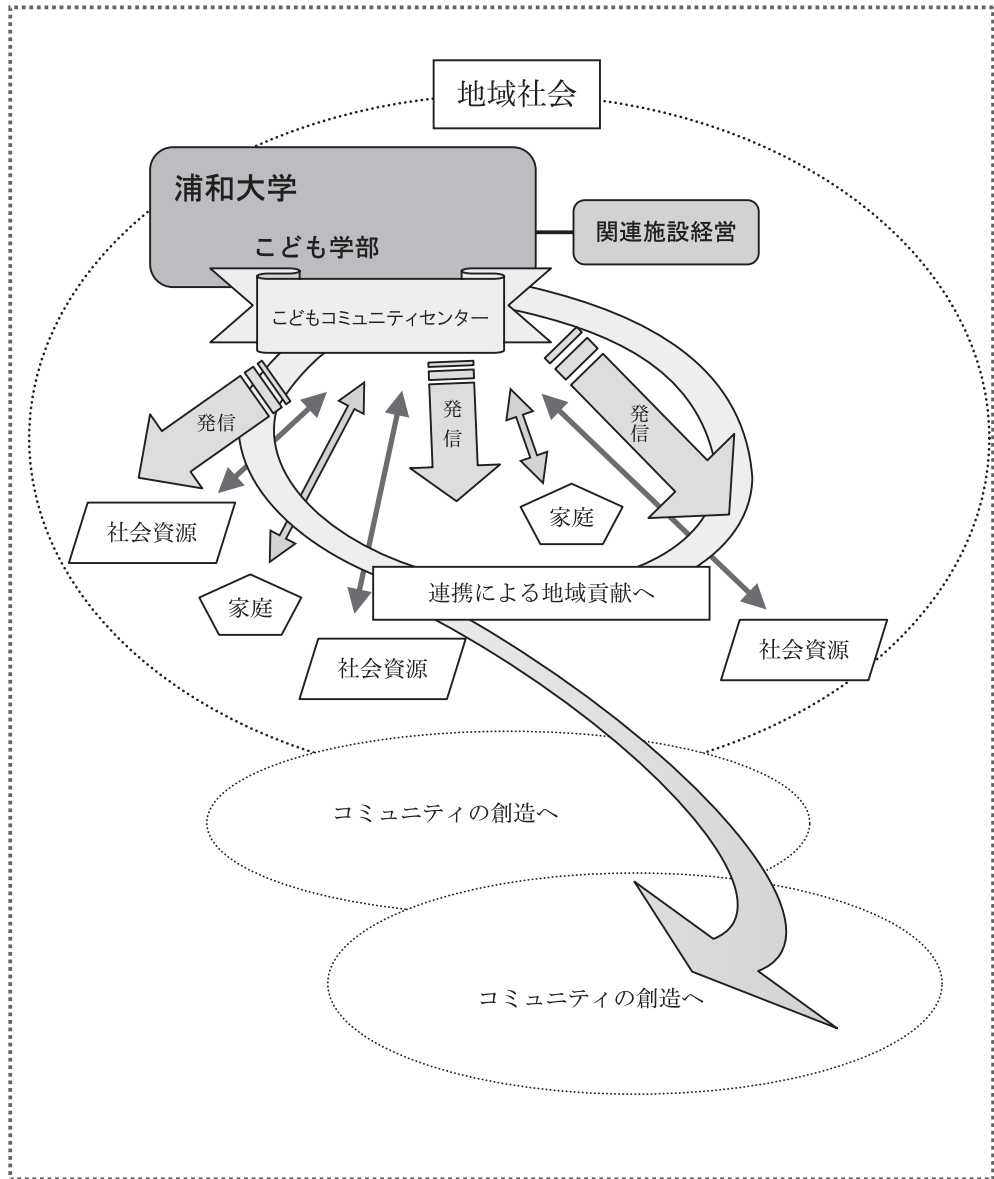 地域社会
浦和大学
こども学部
関連施設経営
こどもコミュニティセンター
発信
発信
発信
社会資源
家庭
家庭
連携による地域貢献へ
社会資源
社会資源
コミュニティの創造へ
コミュニティの創造へ